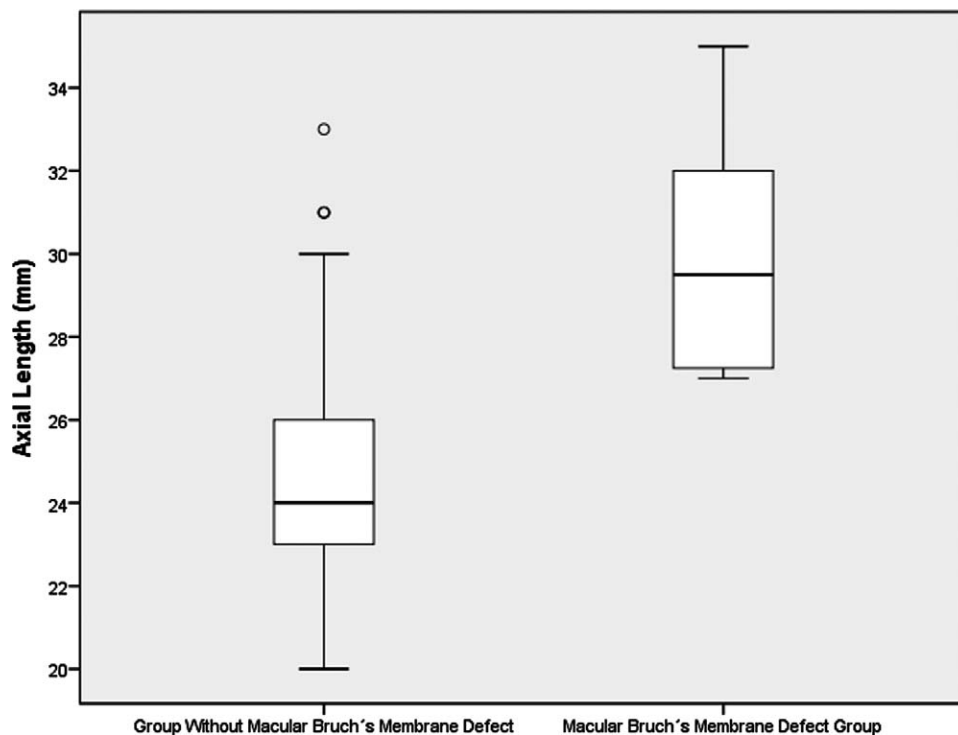 Axial Length (mm)
34
32
30
28
26
24
22
20
Group Without Macular Bruch´s Membrane Defect
Macular Bruch´s Membrane Defect Group